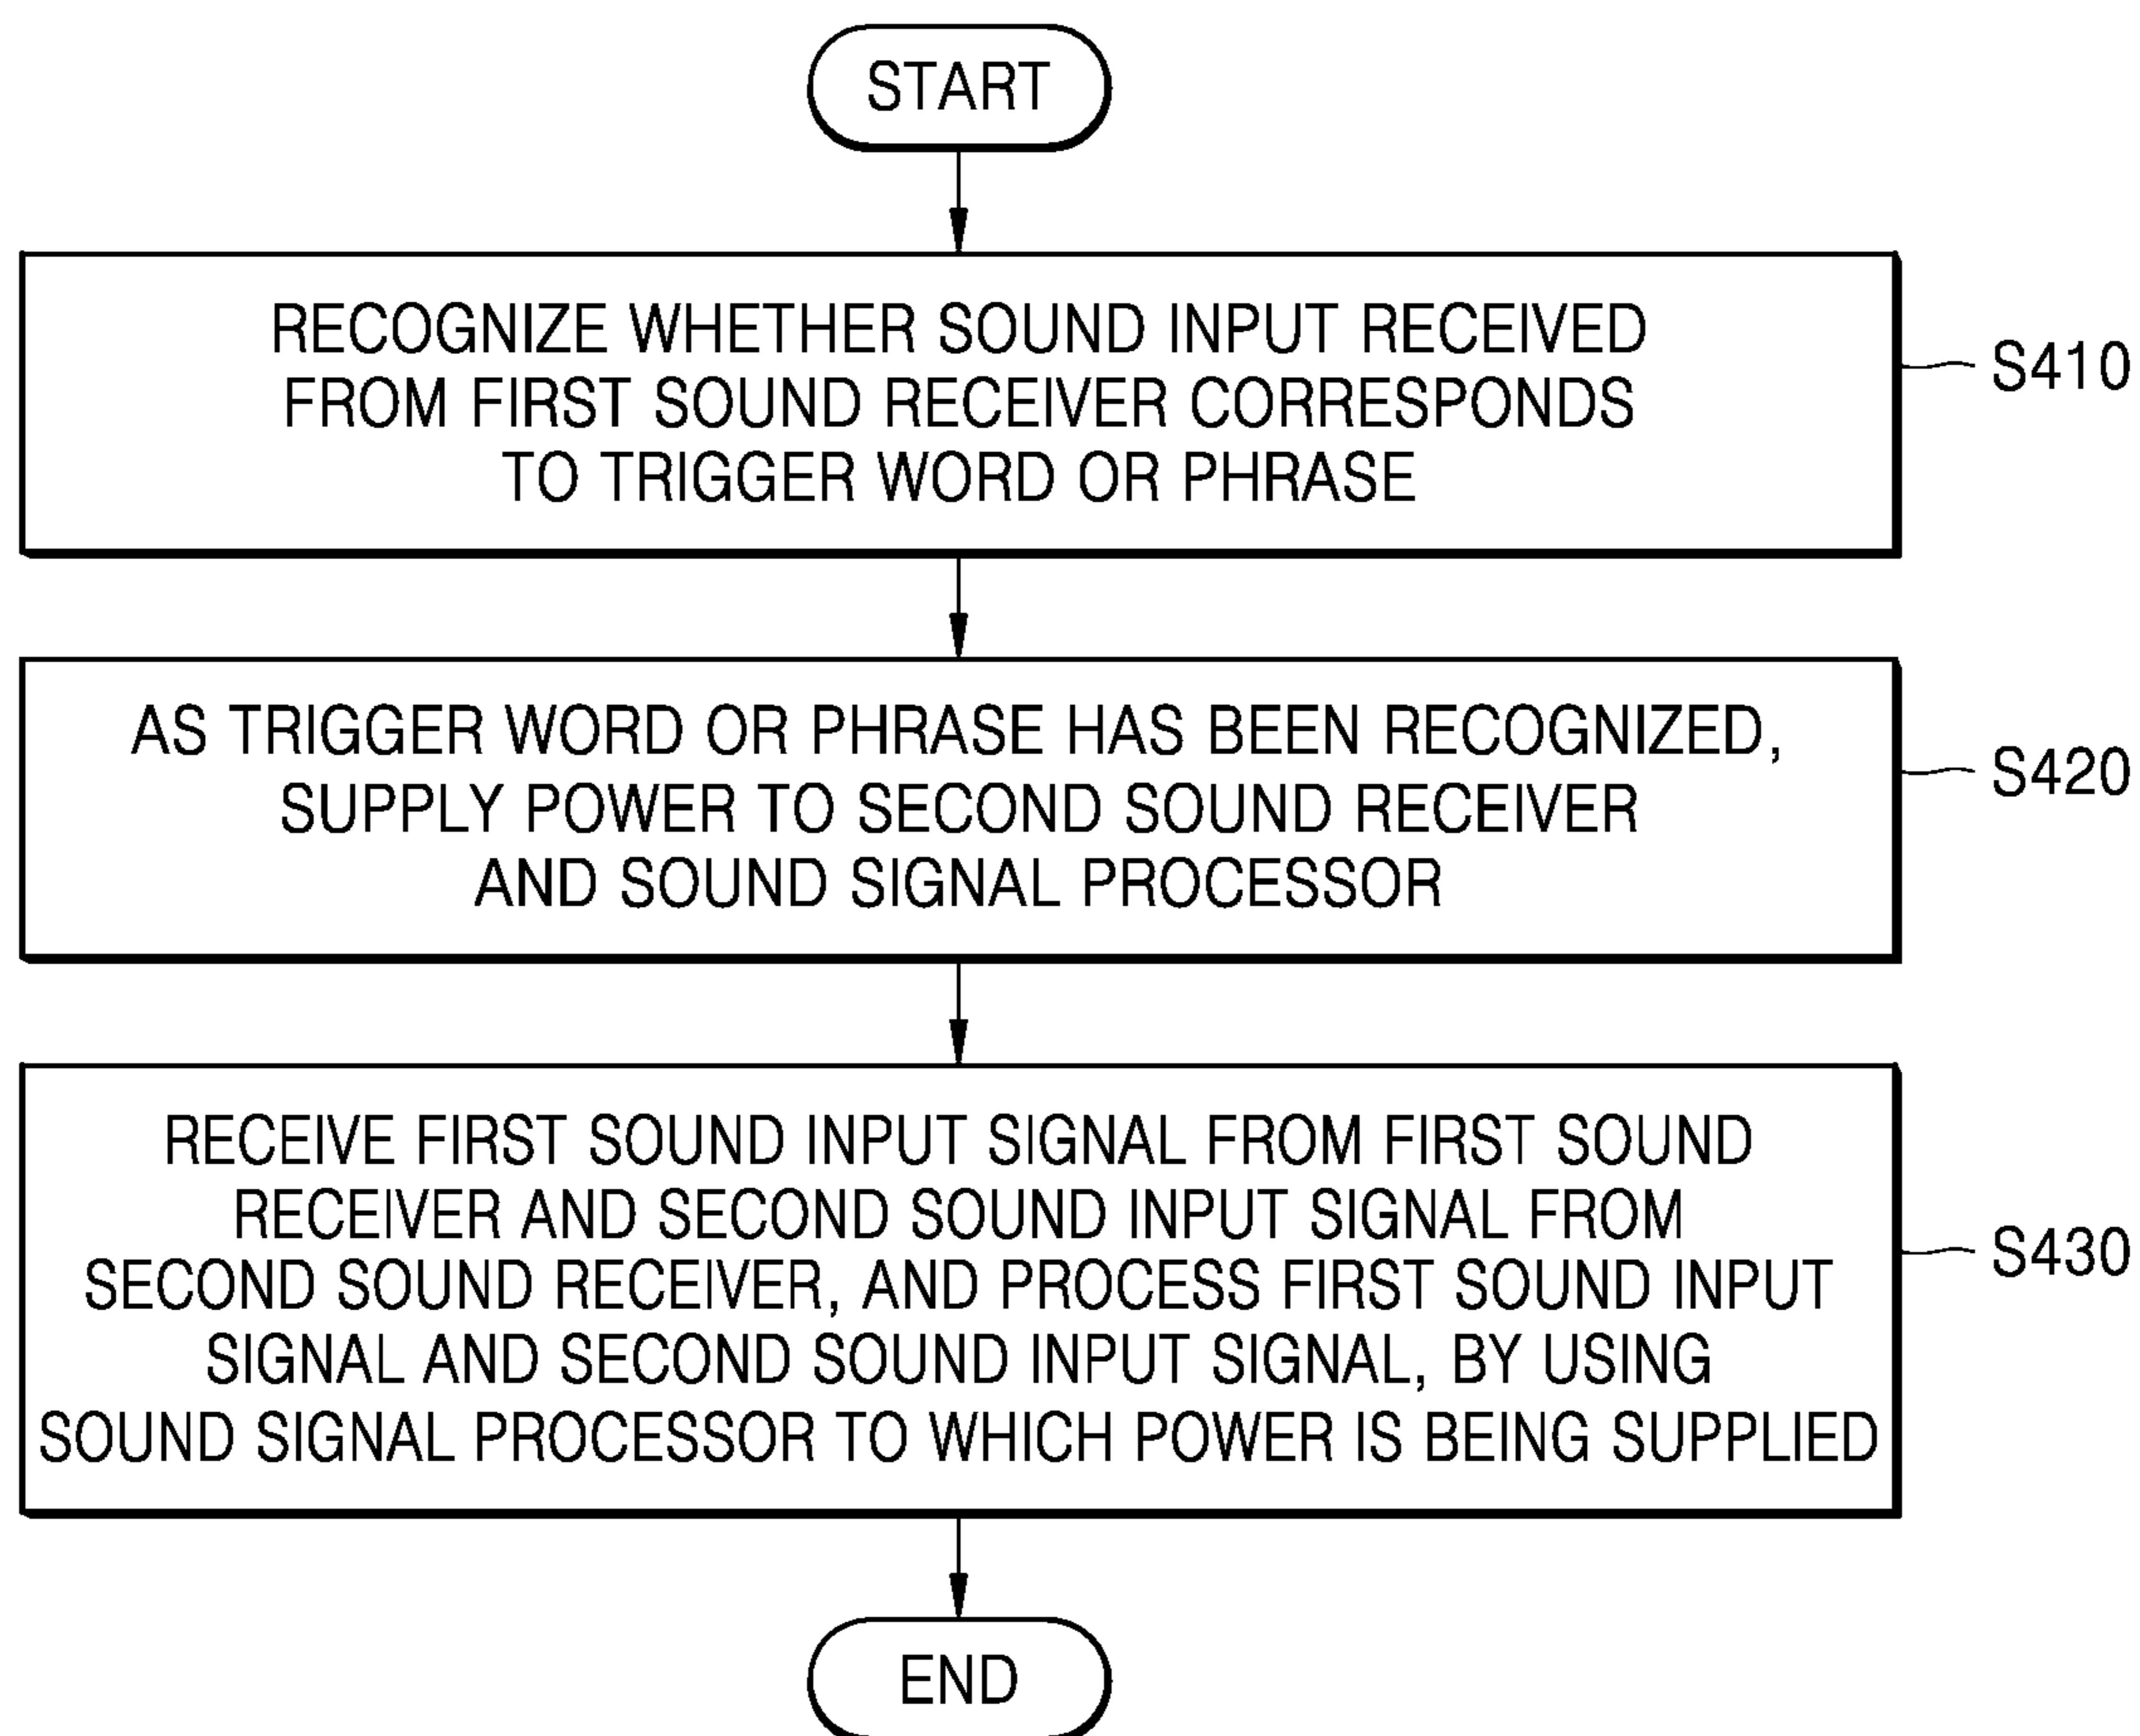 START
RECOGNIZE WHETHER SOUND INPUT RECEIVED
FROM FIRST SOUND RECEIVER CORRESPONDS
TO TRIGGER WORD OR PHRASE
S410
AS TRIGGER WORD OR PHRASE HAS BEEN RECOGNIZED,
SUPPLY POWER TO SECOND SOUND RECEIVER
AND SOUND SIGNAL PROCESSOR
S420
RECEIVE FIRST SOUND INPUT SIGNAL FROM FIRST SOUND
RECEIVER AND SECOND SOUND INPUT SIGNAL FROM
SECOND SOUND RECEIVER, AND PROCESS FIRST SOUND INPUT
SIGNAL AND SECOND SOUND INPUT SIGNAL, BY USING
SOUND SIGNAL PROCESSOR TO WHICH POWER IS BEING SUPPLIED
S430
END